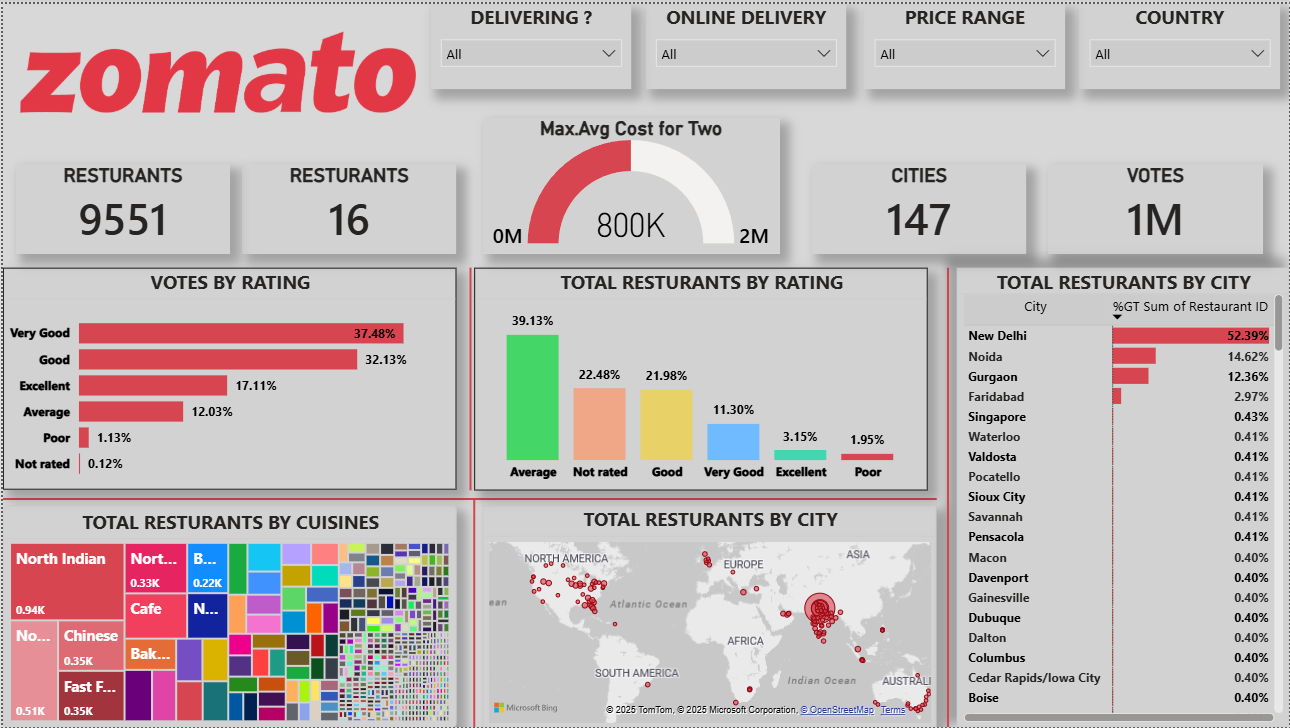 zomato
DELIVERING ?
All
ONLINE DELIVERY
All
PRICE RANGE
All
COUNTRY
All
RESTURANTS
9551
RESTURANTS
16
Max.Avg Cost for Two
800K
0M
2M
CITIES
147
VOTES
1M
VOTES BY RATING
Very Good 37.48%
Good 32.13%
Excellent 17.11%
Average 12.03%
Poor 1.13%
Not rated 0.12%
TOTAL RESTURANTS BY RATING
39.13%
22.48%
21.98%
11.30%
3.15%
1.95%
Average Not rated Good Very Good Excellent Poor
TOTAL RESTURANTS BY CITY
City %GT Sum of Restaurant ID
New Delhi 52.39%
Noida 14.62%
Gurgaon 12.36%
Faridabad 2.97%
Singapore 0.43%
Waterloo 0.41%
Valdosta 0.41%
Pocatello 0.41%
Sioux City 0.41%
Savannah 0.41%
Pensacola 0.41%
Macon 0.40%
Davenport 0.40%
Gainesville 0.40%
Dubuque 0.40%
Dalton 0.40%
Columbus 0.40%
Cedar Rapids/Iowa City 0.40%
Boise 0.40%
TOTAL RESTURANTS BY CUISINES
North Indian
0.94K
No...
0.51K
Chinese
0.35K
Fast F...
0.35K
Nort...
0.33K
Cafe
Bak...
B...
0.22K
N...
TOTAL RESTURANTS BY CITY
NORTH AMERICA
EUROPE
ASIA
ean
Atlantic Ocean
AFRICA
SOUTH AMERICA
Indian Ocean
AUSTRALI
Microsoft Bing
© 2025 TomTom, © 2025 Microsoft Corporation, © OpenStreetMap Terms